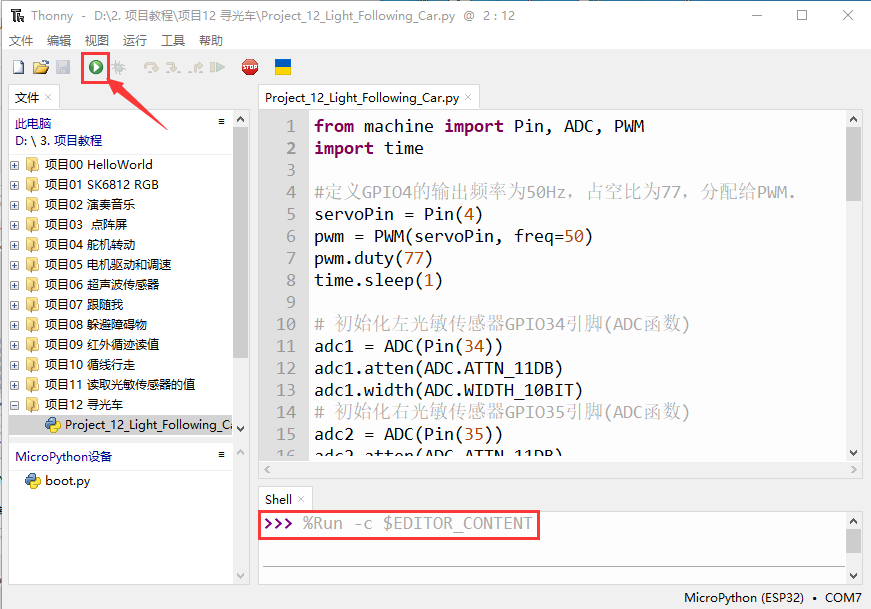 Thonny - D:\2. 项目教程\项目12 寻光车\Project_12_Light_Following_Car.py @ 2 : 12
文件 编辑 视图 运行 工具 帮助
STOP
文件 ×
此电脑
D: \ 3. 项目教程
项目00 HelloWorld
项目01 SK6812 RGB
项目02 演奏音乐
项目03 点阵屏
项目04 舵机转动
项目05 电机驱动和调速
项目06 超声波传感器
项目07 跟随我
项目08 躲避障碍物
项目09 红外循迹读值
项目10 循线行走
项目11 读取光敏传感器的值
项目12 寻光车
Project_12_Light_Following_Ca
MicroPython设备
boot.py
Project_12_Light_Following_Car.py ×
1 from machine import Pin, ADC, PWM
2 import time
3
4 #定义GPIO4的输出频率为50Hz，占空比为77，分配给PWM.
5 servoPin = Pin(4)
6 pwm = PWM(servoPin, freq=50)
7 pwm.duty(77)
8 time.sleep(1)
9
10 # 初始化左光敏传感器GPIO34引脚(ADC函数)
11 adc1 = ADC(Pin(34))
12 adc1.atten(ADC.ATTN_11DB)
13 adc1.width(ADC.WIDTH_10BIT)
14 # 初始化右光敏传感器GPIO35引脚(ADC函数)
15 adc2 = ADC(Pin(35))
16 adc2.atten(ADC.ATTN_11DB)
Shell ×
>>> %Run -c $EDITOR_CONTENT
MicroPython (ESP32) • COM7